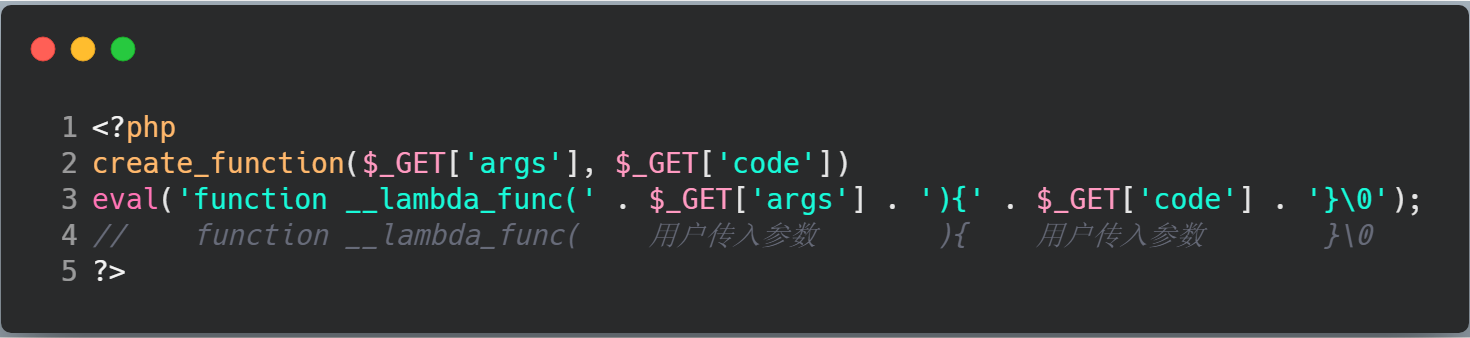 1 <?php
2 create_function($_GET['args'], $_GET['code'])
3 eval('function __lambda_func(' . $_GET['args'] . '){' . $_GET['code'] . '}\0');
4 //    function __lambda_func(    用户传入参数       ){    用户传入参数       }\0
5 ?>